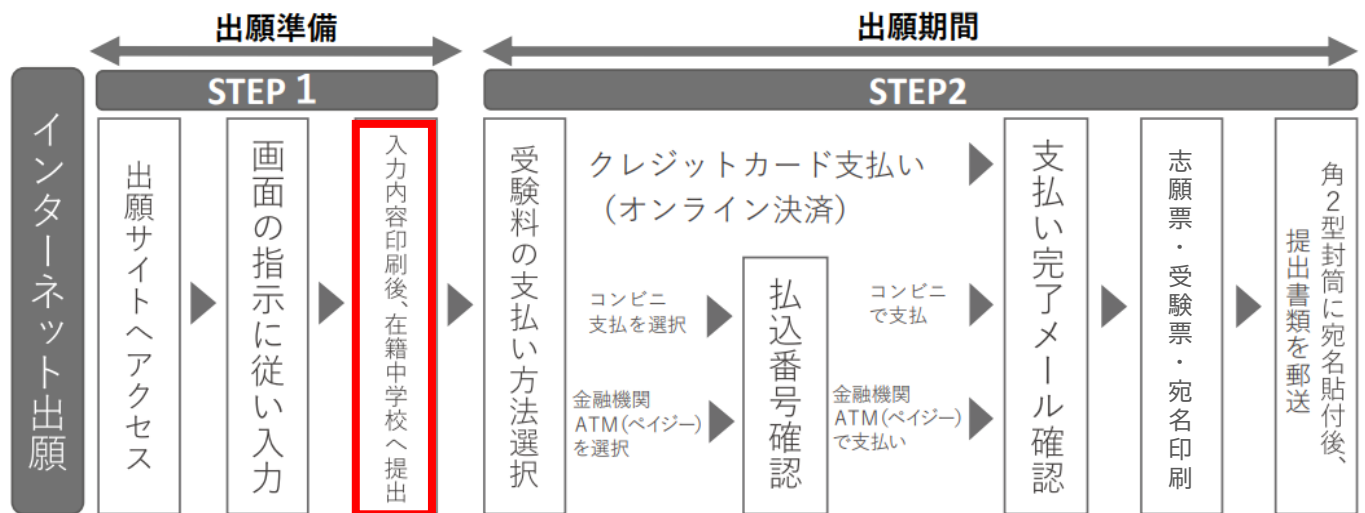 出願準備
出願期間
インターネット出願
STEP 1
STEP2
出願サイトへアクセス
画面の指示に従い入力
入力内容印刷後、在籍中学校へ提出
受験料の支払い方法選択
クレジットカード支払い
（オンライン決済）
コンビニ
支払を選択
金融機関
ATM(ペイジー)
を選択
払込番号確認
コンビニ
で支払
金融機関
ATM(ペイジー)
で支払い
支払い完了メール確認
志願票・受験票・宛名印刷
角2型封筒に宛名貼付後、
提出書類を郵送